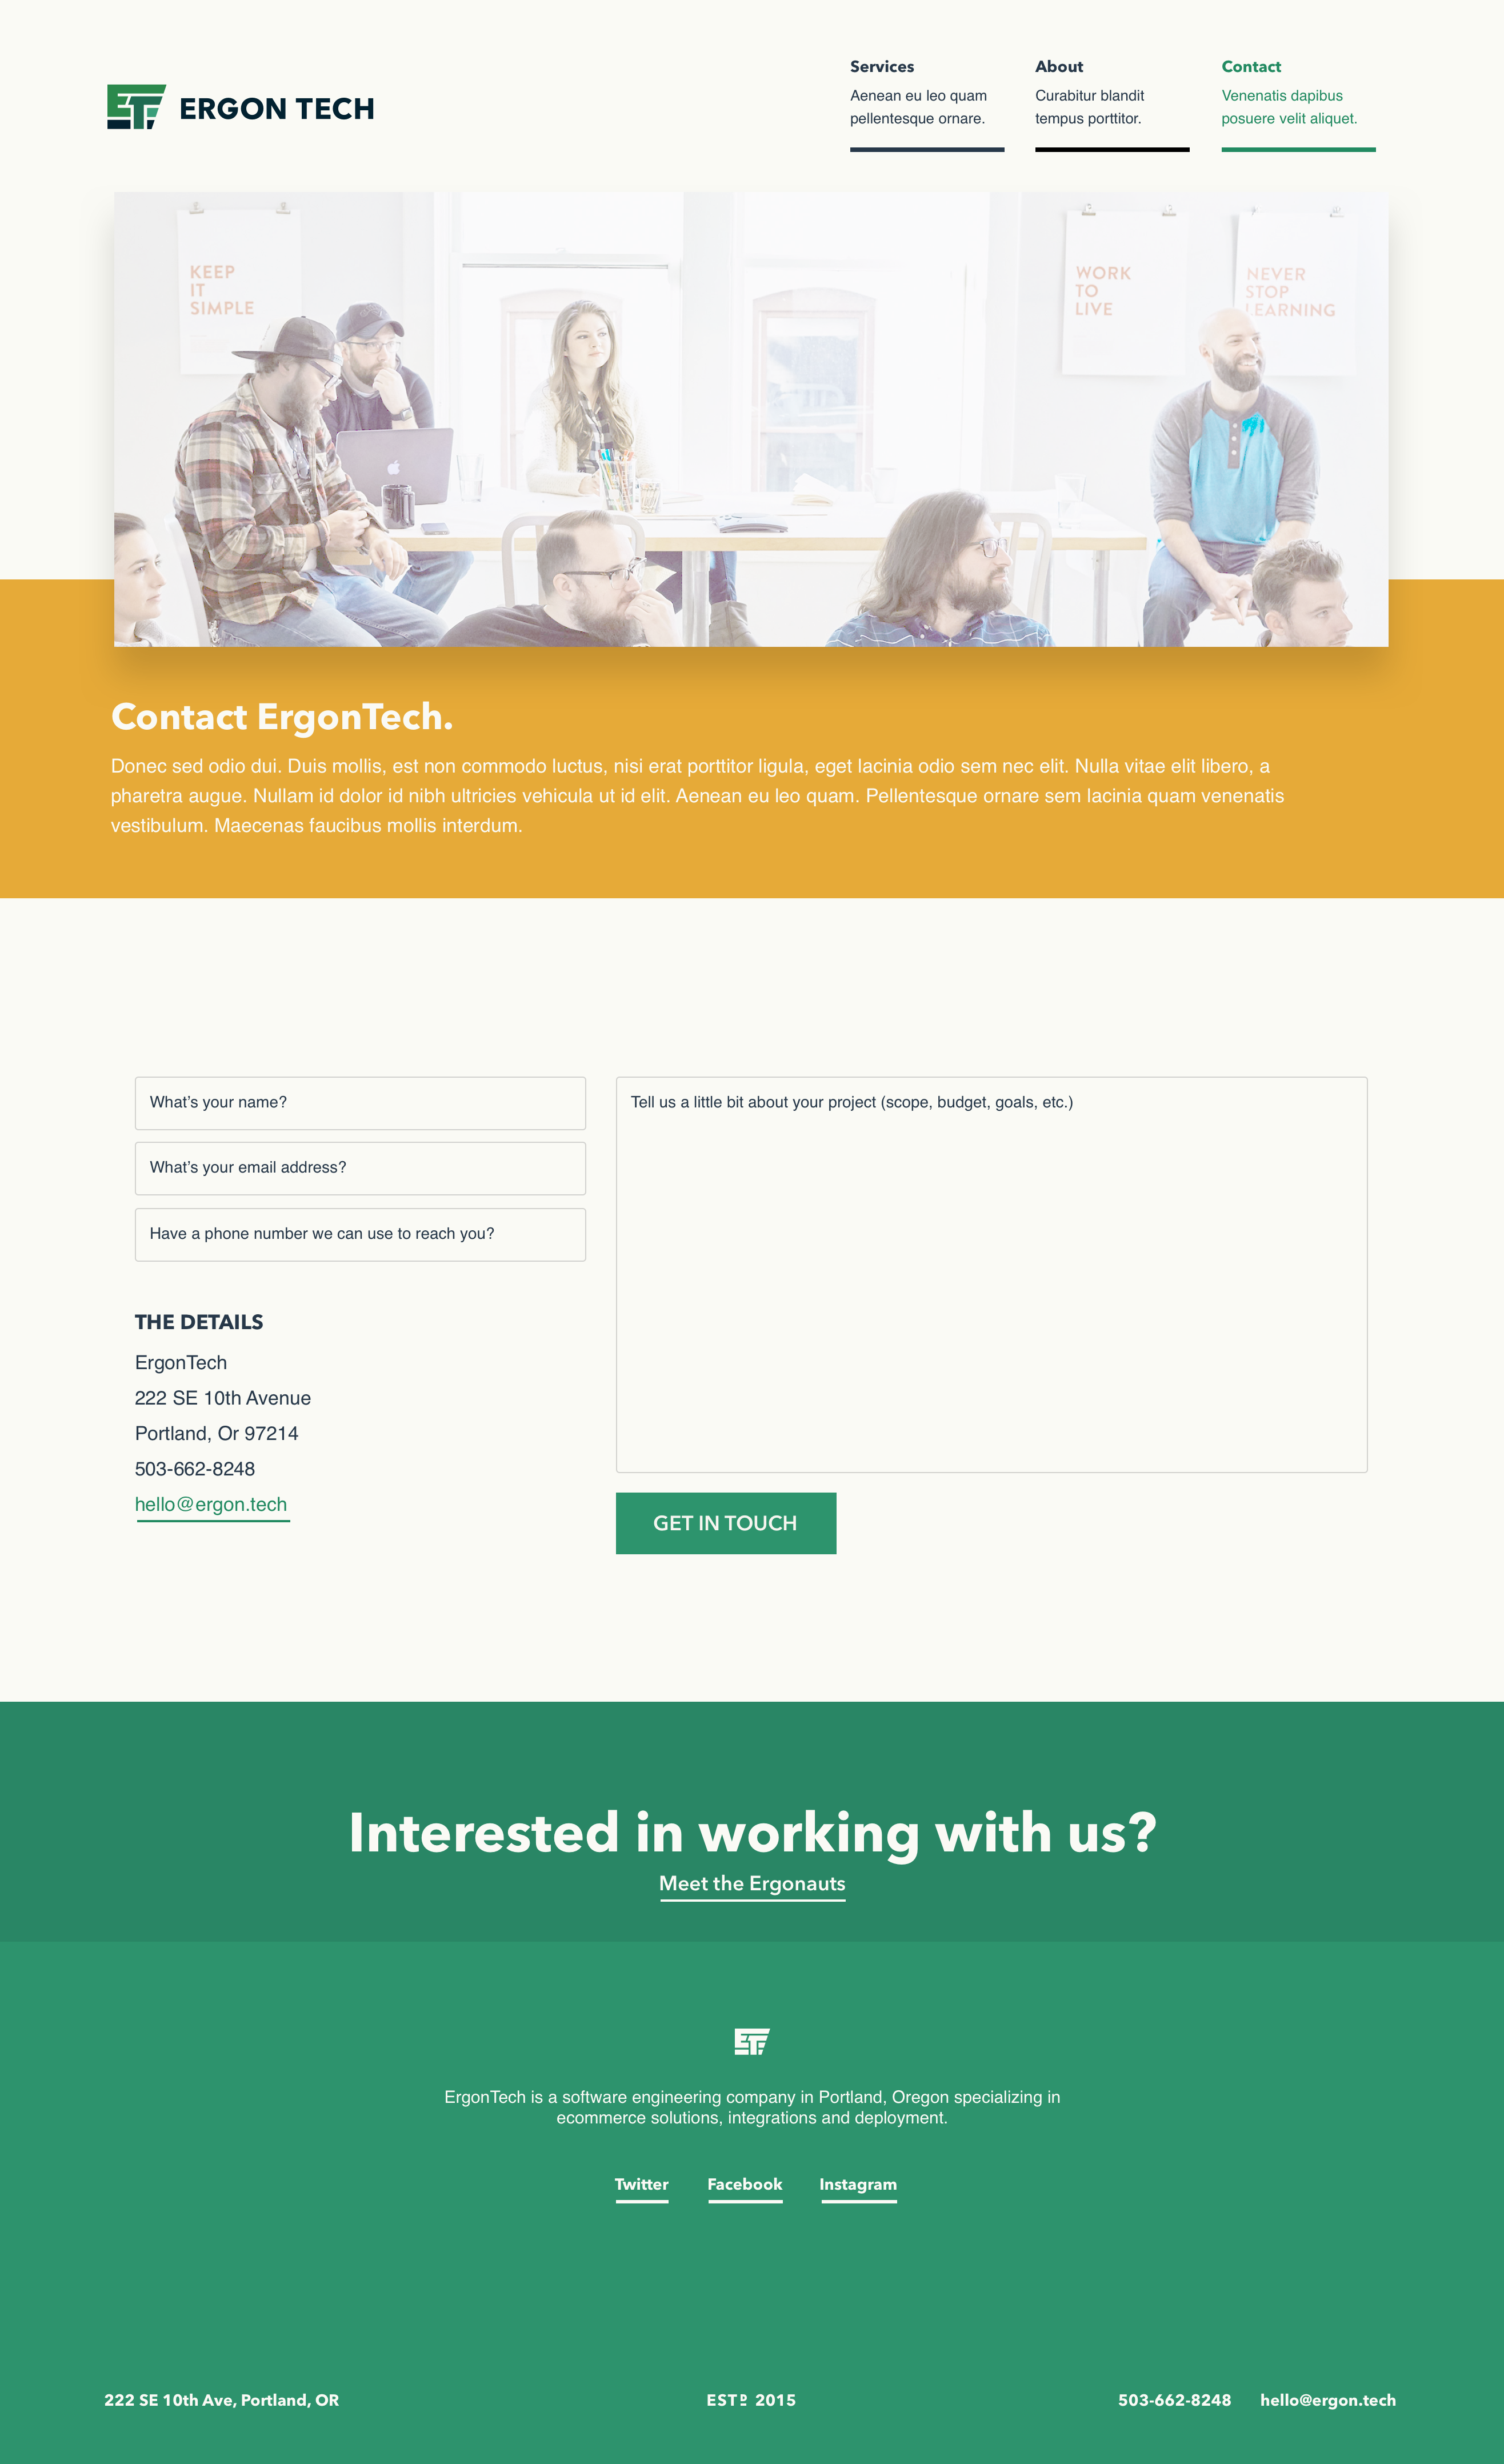 ERGON TECH
Services
Aenean eu leo quam
pellentesque ornare.
About
Curabitur blandit
tempus porttitor.
Contact
Venenatis dapibus
posuere velit aliquet.
KEEP
IT
SIMPLE
WORK
TO
LIVE
NEVER
STOP
LEARNING
Contact ErgonTech.
Donec sed odio dui. Duis mollis, est non commodo luctus, nisi erat porttitor ligula, eget lacinia odio sem nec elit. Nulla vitae elit libero, a
pharetra augue. Nullam id dolor id nibh ultricies vehicula ut id elit. Aenean eu leo quam. Pellentesque ornare sem lacinia quam venenatis
vestibulum. Maecenas faucibus mollis interdum.
What’s your name?
What’s your email address?
Have a phone number we can use to reach you?
Tell us a little bit about your project (scope, budget, goals, etc.)
THE DETAILS
ErgonTech
222 SE 10th Avenue
Portland, Or 97214
503-662-8248
hello@ergon.tech
GET IN TOUCH
Interested in working with us?
Meet the Ergonauts
ErgonTech is a software engineering company in Portland, Oregon specializing in
ecommerce solutions, integrations and deployment.
Twitter Facebook Instagram
222 SE 10th Ave, Portland, OR
ESTD 2015
503-662-8248 hello@ergon.tech